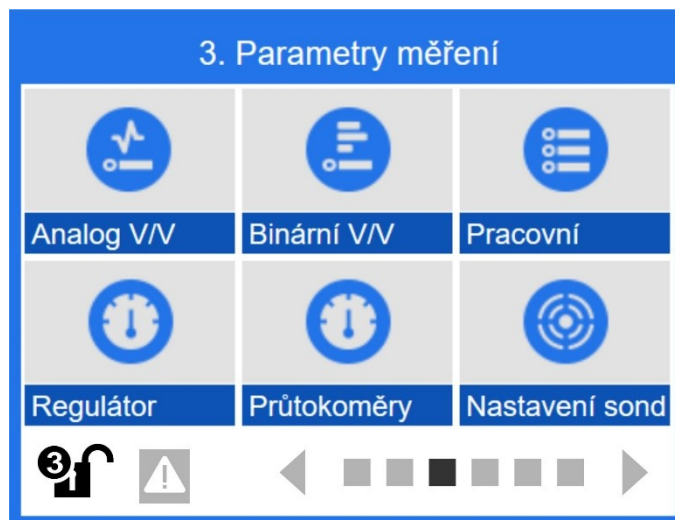 3. Parametry měření
Analog V/V
Binární V/V
Pracovní
Regulátor
Průtokoměry
Nastavení sond
3